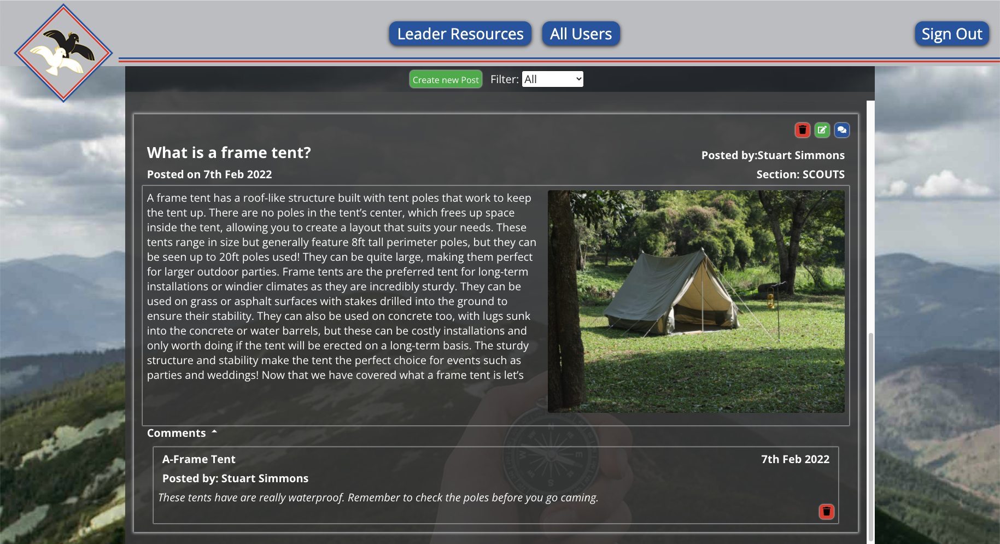 Leader Resources
All Users
Sign Out
Create new Post
Filter: All
What is a frame tent?
Posted by:Stuart Simmons
Posted on 7th Feb 2022
Section: SCOUTS
A frame tent has a roof-like structure built with tent poles that work to keep
the tent up. There are no poles in the tent’s center, which frees up space
inside the tent, allowing you to create a layout that suits your needs. These
tents range in size but generally feature 8ft tall perimeter poles, but they can
be seen up to 20ft poles used! They can be quite large, making them perfect
for larger outdoor parties. Frame tents are the preferred tent for long-term
installations or windier climates as they are incredibly sturdy. They can be
used on grass or asphalt surfaces with stakes drilled into the ground to
ensure their stability. They can also be used on concrete too, with lugs sunk
into the concrete or water barrels, but these can be costly installations and
only worth doing if the tent will be erected on a long-term basis. The sturdy
structure and stability make the tent the perfect choice for events such as
parties and weddings! Now that we have covered what a frame tent is let’s
Comments
A-Frame Tent
7th Feb 2022
Posted by: Stuart Simmons
These tents have are really waterproof. Remember to check the poles before you go caming.
N
W
E
S